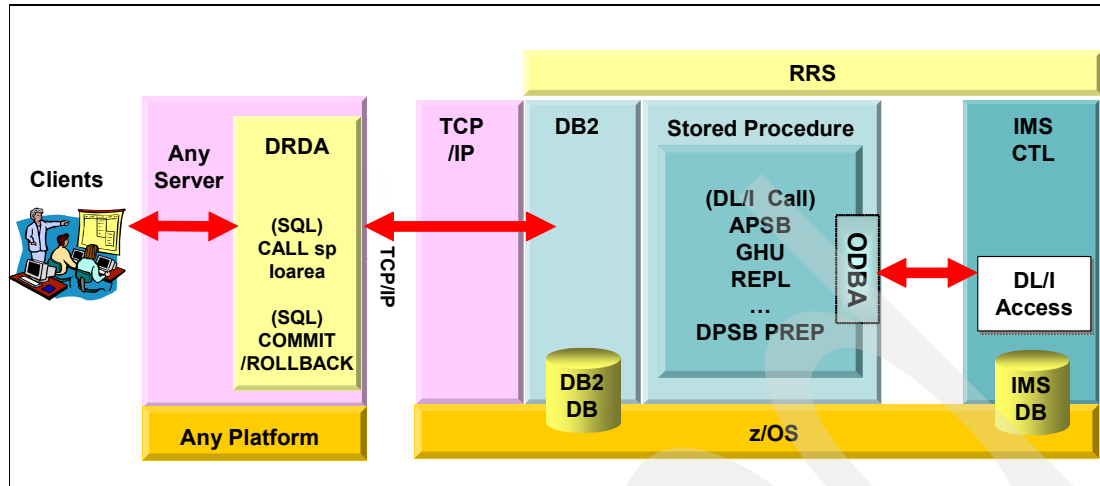 RRS
Clients
Any
Server
DRDA
(SQL)
CALL sp
Ioarea
(SQL)
COMMIT
/ROLLBACK
Any Platform
TCP/IP
TCP
/IP
DB2
DB2
DB
Stored Procedure
(DL/I Call)
APSB
GHU
REPL
…
DPSB PREP
ODBA
IMS
CTL
DL/I
Access
IMS
DB
z/OS